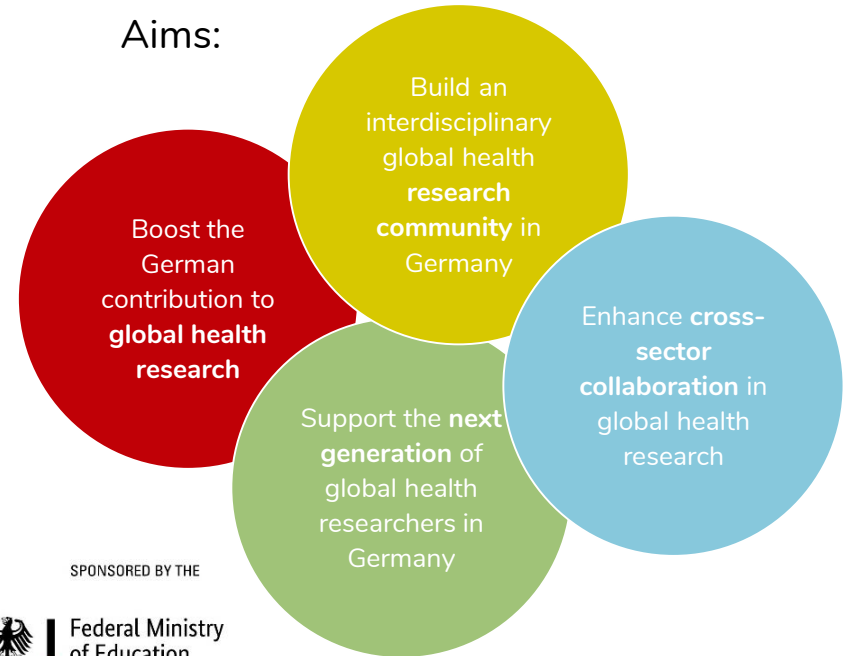 Aims:
Build an
interdisciplinary
global health
research
community in
Germany
Boost the
German
contribution to
global health
research
Enhance cross-
sector
collaboration in
global health
research
Support the next
generation of
global health
researchers in
Germany
SPONSORED BY THE
Federal Ministry
of Education